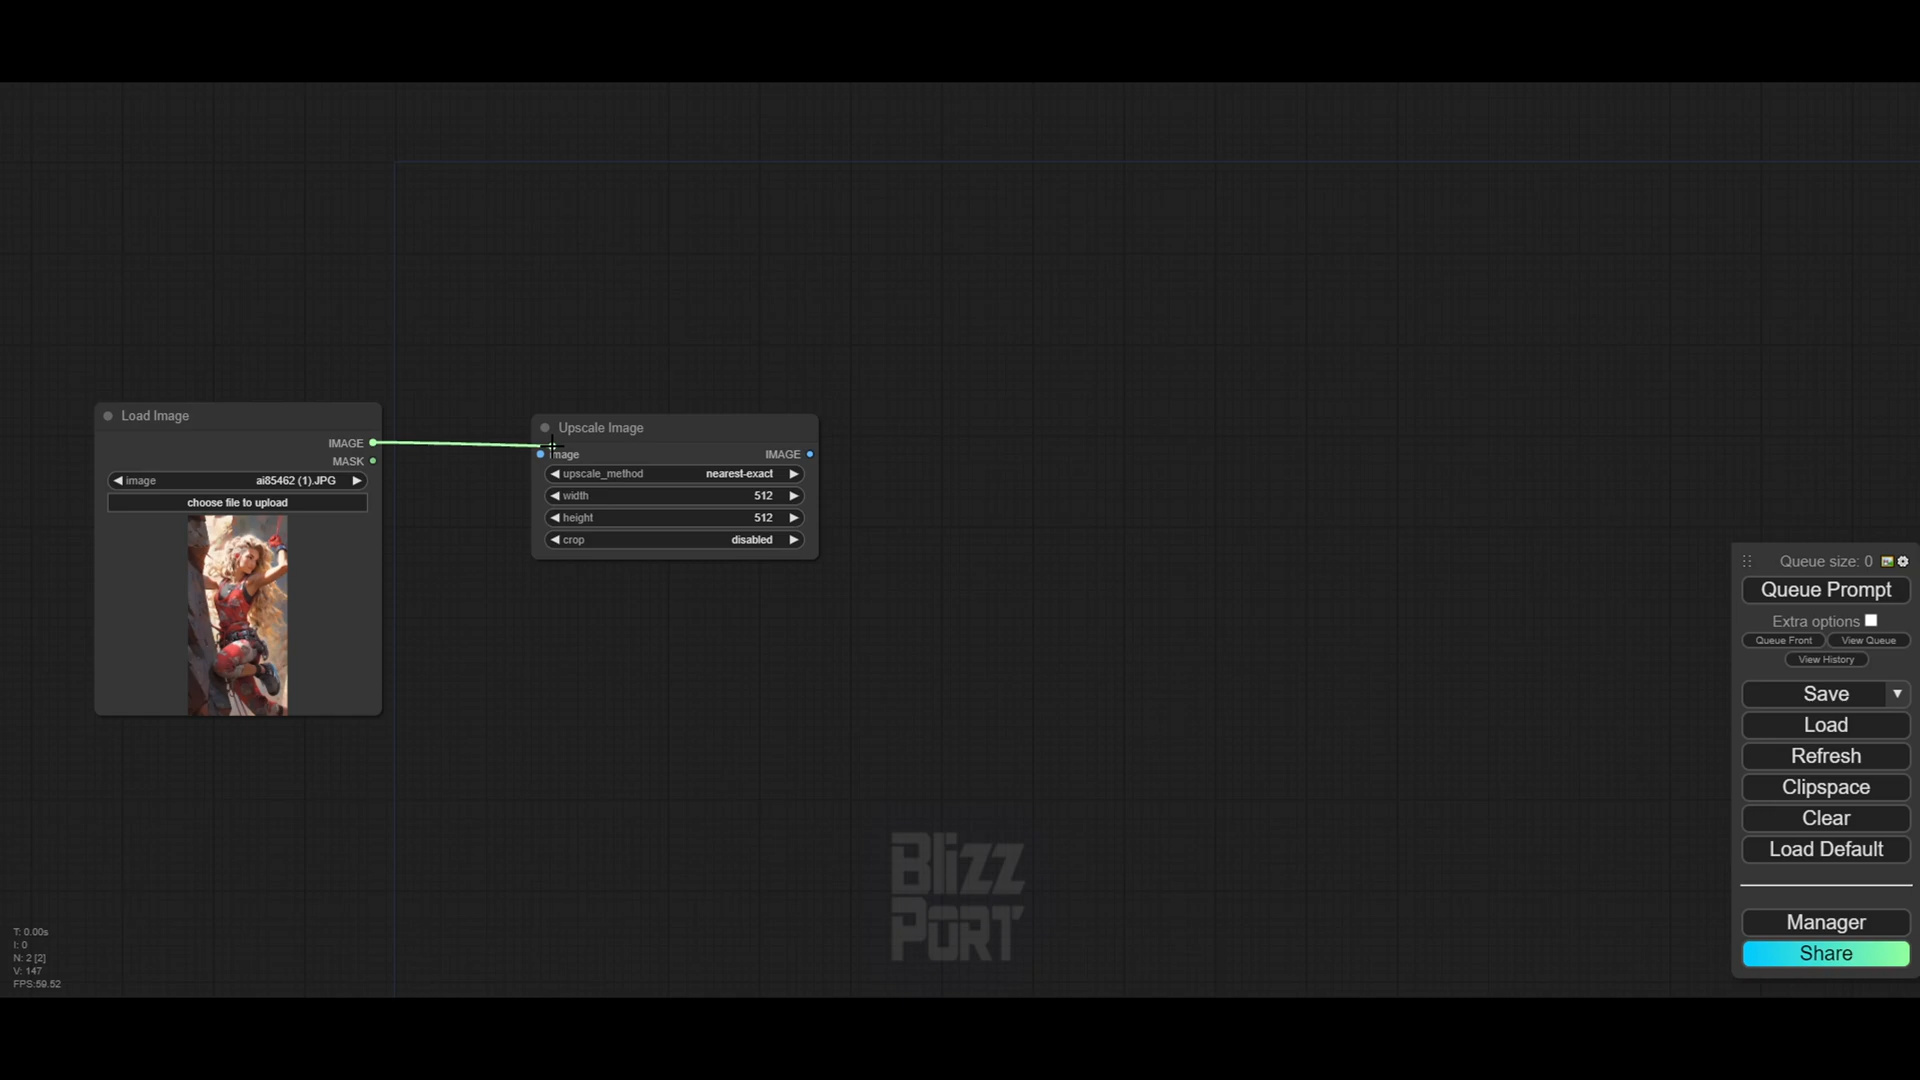 Load Image
IMAGE
MASK
image ai85462 (1).JPG
choose file to upload
Upscale Image
image IMAGE
upscale_method nearest-exact
width 512
height 512
crop disabled
Queue size: 0
Queue Prompt
Extra options
Queue Front View Queue
View History
Save
Load
Refresh
Clipspace
Clear
Load Default
Manager
Share
Blizz
Port
T: 0.00s
I: 0
N: 2 [2]
V: 147
FPS:59.52